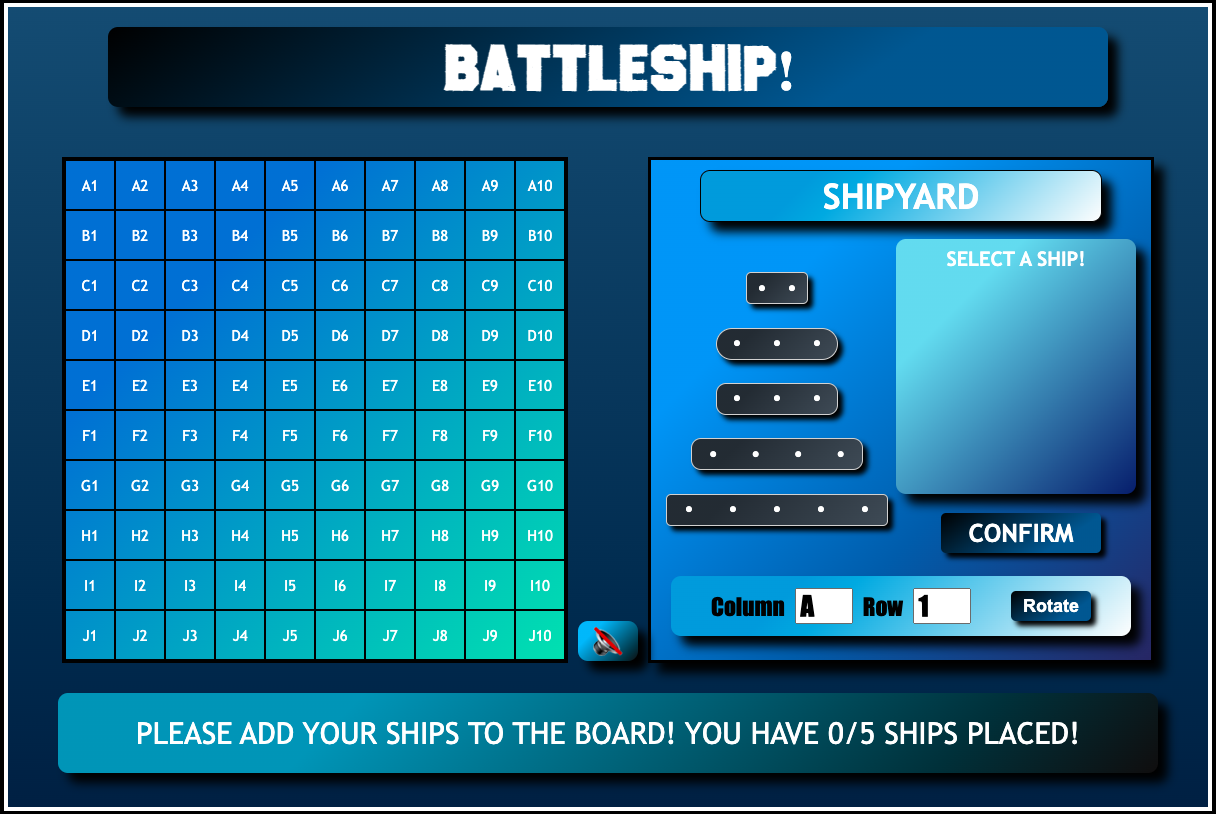 BATTLESHIP!
A1 A2 A3 A4 A5 A6 A7 A8 A9 A10
B1 B2 B3 B4 B5 B6 B7 B8 B9 B10
C1 C2 C3 C4 C5 C6 C7 C8 C9 C10
D1 D2 D3 D4 D5 D6 D7 D8 D9 D10
E1 E2 E3 E4 E5 E6 E7 E8 E9 E10
F1 F2 F3 F4 F5 F6 F7 F8 F9 F10
G1 G2 G3 G4 G5 G6 G7 G8 G9 G10
H1 H2 H3 H4 H5 H6 H7 H8 H9 H10
I1 I2 I3 I4 I5 I6 I7 I8 I9 I10
J1 J2 J3 J4 J5 J6 J7 J8 J9 J10
SHIPYARD
SELECT A SHIP!
CONFIRM
Column A Row 1 Rotate
PLEASE ADD YOUR SHIPS TO THE BOARD! YOU HAVE 0/5 SHIPS PLACED!